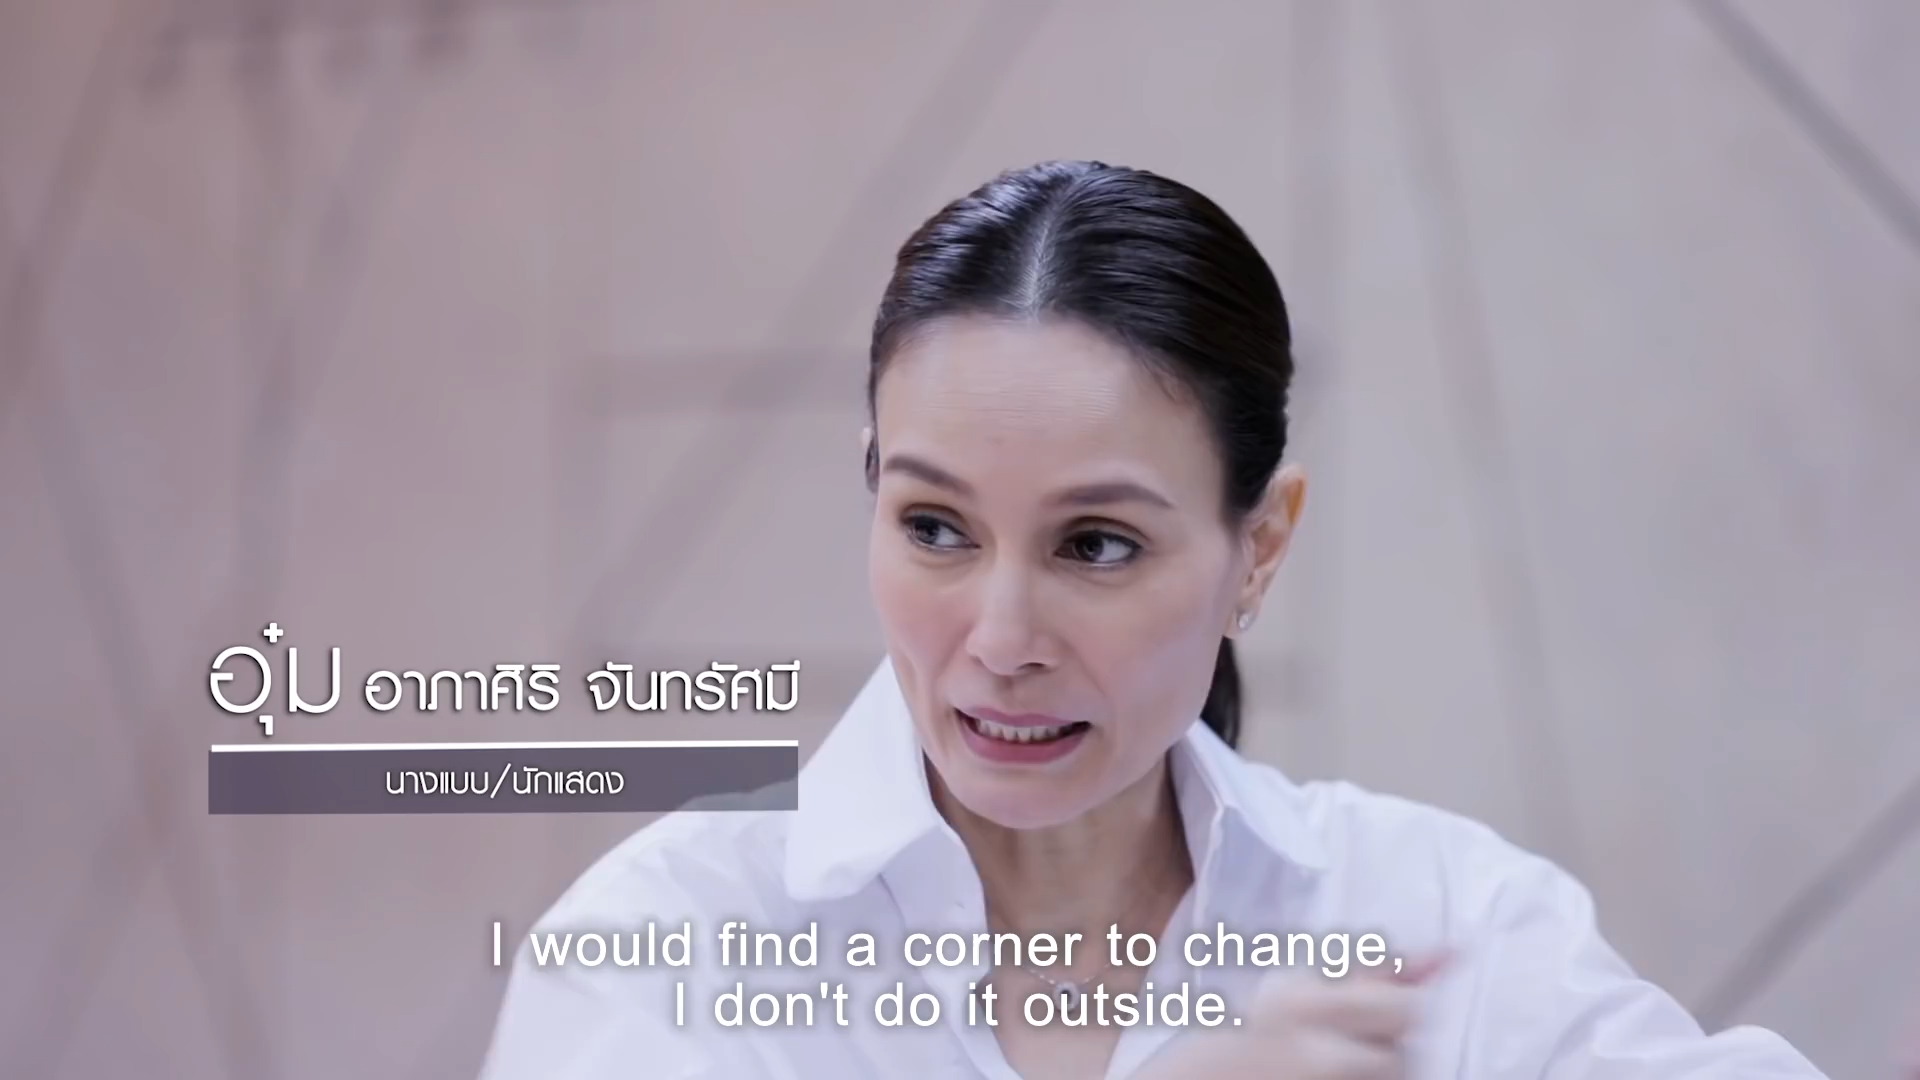 อุ๋ม อาภาศิริ จันทรัศมี
นางแบบ/นักแสดง
I would find a corner to change,
I don't do it outside.